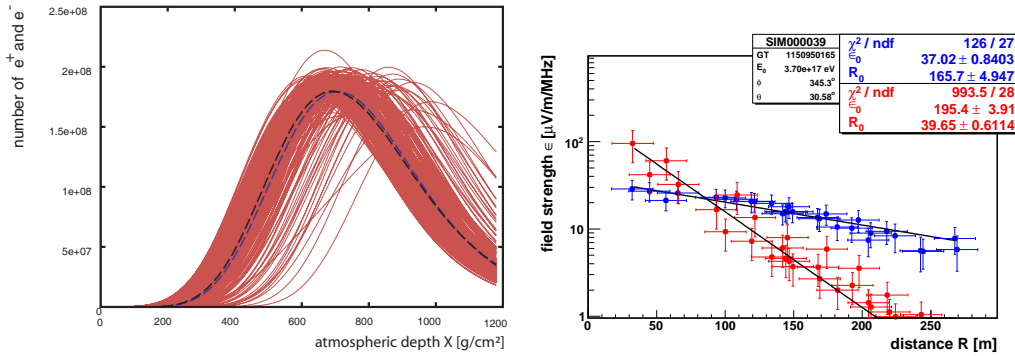 number of e⁺ and e⁻
2.5e+08
2e+08
1.5e+08
1e+08
5e+07
0
0 200 400 600 800 1000 1200
atmospheric depth X [g/cm²]
SIM000039
GT 1150950165
E₀ 3.70e+17 eV
ϕ 345.3°
θ 30.58°
χ² / ndf 126 / 27
ϵ₀ 37.02 ± 0.8403
R₀ 165.7 ± 4.947
χ² / ndf 993.5 / 28
ϵ₀ 195.4 ± 3.91
R₀ 39.65 ± 0.6114
field strength ϵ [μV/m/MHz]
10²
10
1
0 50 100 150 200 250
distance R [m]